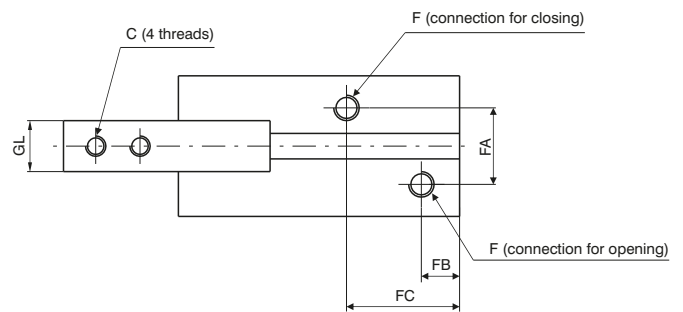 F (connection for closing)
C (4 threads)
GL
FA
F (connection for opening)
FB
FC